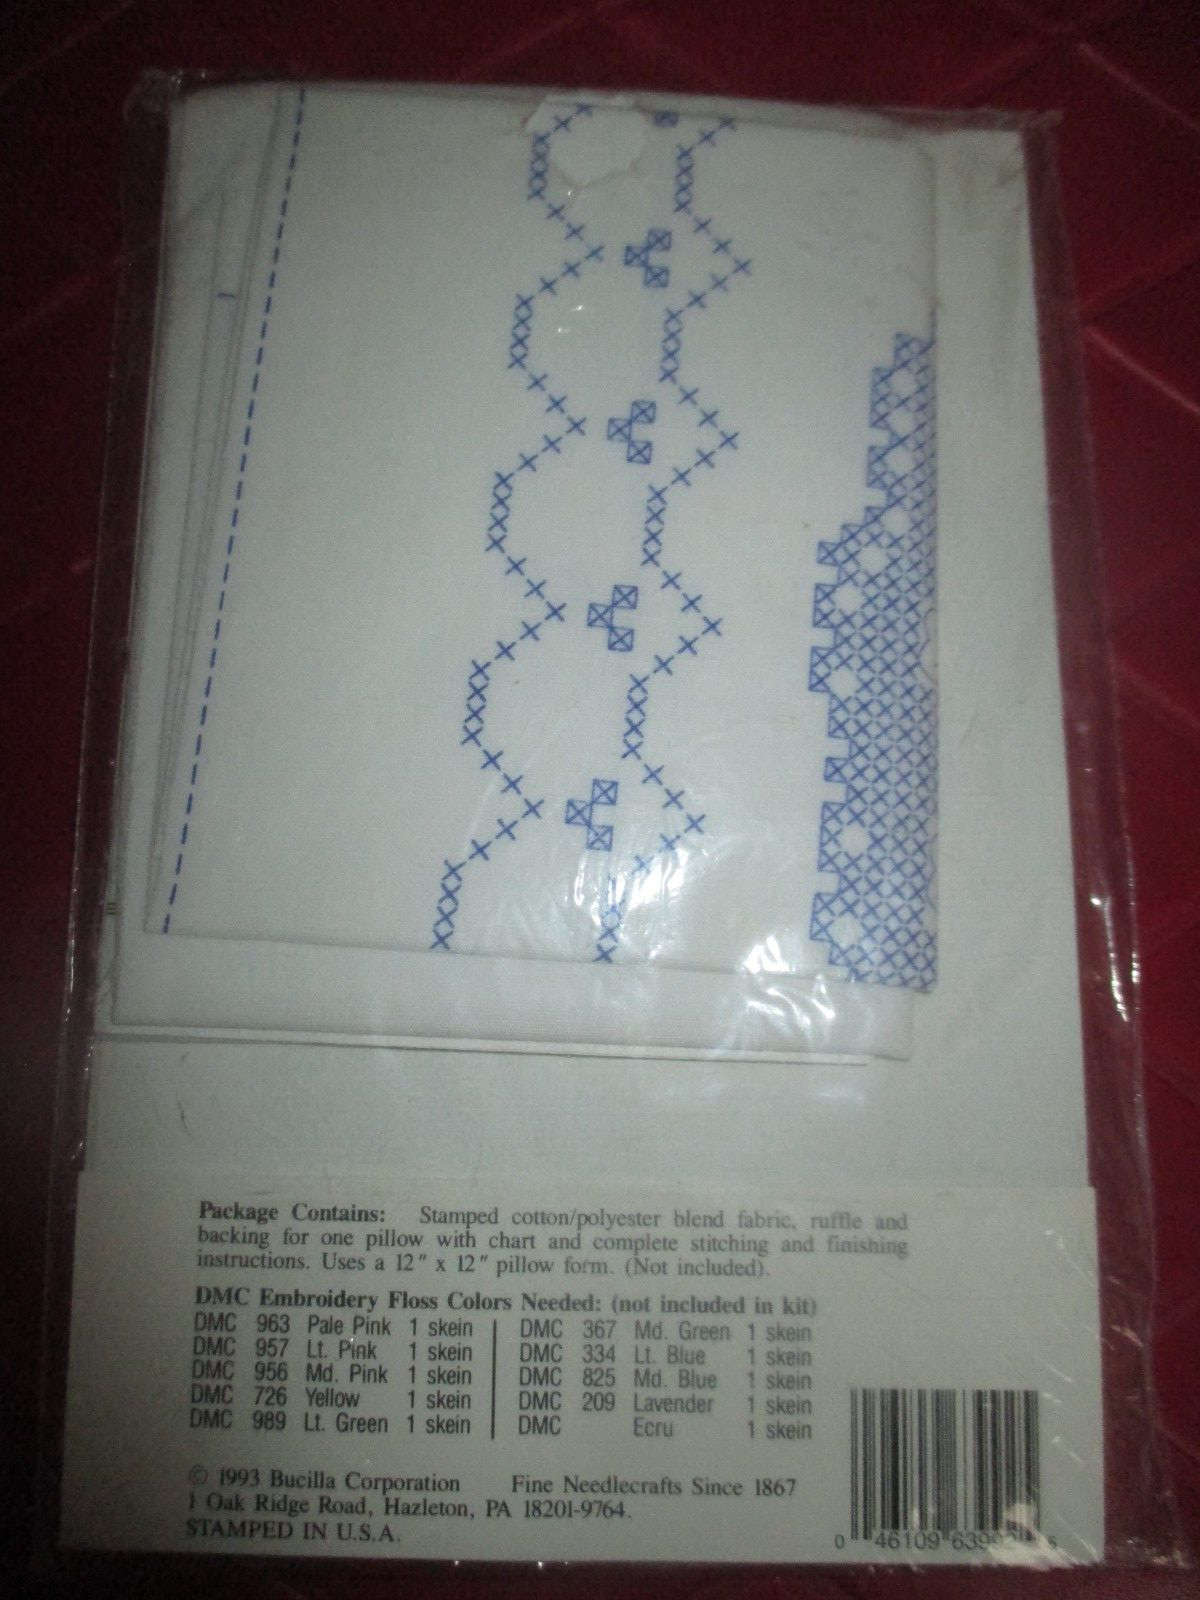 Package Contains: Stamped cotton/polyester blend fabric, ruffle and
backing for one pillow with chart and complete stitching and finishing
instructions. Uses a 12" x 12" pillow form. (Not included).
DMC Embroidery Floss Colors Needed: (not included in kit)
DMC 963 Pale Pink 1 skein
DMC 957 Lt. Pink 1 skein
DMC 956 Md. Pink 1 skein
DMC 726 Yellow 1 skein
DMC 989 Lt. Green 1 skein
DMC 367 Md. Green 1 skein
DMC 334 Lt. Blue 1 skein
DMC 825 Md. Blue 1 skein
DMC 209 Lavender 1 skein
DMC Ecru 1 skein
© 1993 Bucilla Corporation Fine Needlecrafts Since 1867
1 Oak Ridge Road, Hazleton, PA 18201-9764.
STAMPED IN U.S.A.
0 46109